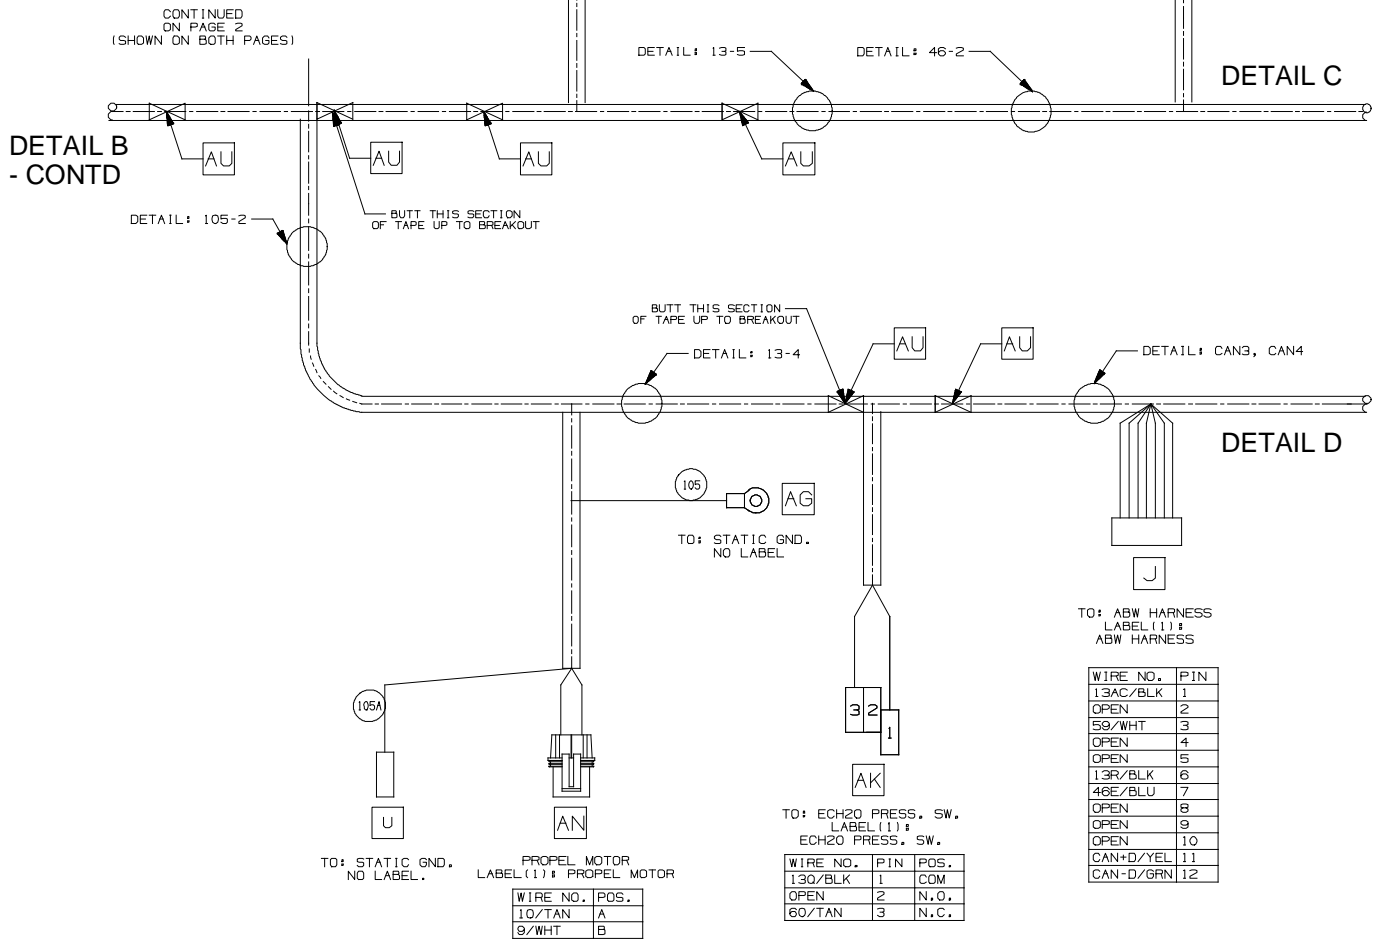 CONTINUED
ON PAGE 2
(SHOWN ON BOTH PAGES)
DETAIL: 13-5
DETAIL: 46-2
DETAIL C
DETAIL B
- CONTD
AU
AU
AU
AU
BUTT THIS SECTION
OF TAPE UP TO BREAKOUT
DETAIL: 105-2
BUTT THIS SECTION
OF TAPE UP TO BREAKOUT
AU
AU
DETAIL: 13-4
DETAIL: CAN3, CAN4
DETAIL D
105
AG
TO: STATIC GND.
NO LABEL
J
TO: ABW HARNESS
LABEL(1):
ABW HARNESS
WIRE NO. PIN
13AC/BLK 1
OPEN 2
59/WHT 3
OPEN 4
OPEN 5
13R/BLK 6
46E/BLU 7
OPEN 8
OPEN 9
OPEN 10
CAN+D/YEL 11
CAN-D/GRN 12
105A
U
TO: STATIC GND.
NO LABEL.
AN
PROPEL MOTOR
LABEL(1): PROPEL MOTOR
WIRE NO. POS.
10/TAN A
9/WHT B
3 2
1
AK
TO: ECH2O PRESS. SW.
LABEL(1):
ECH2O PRESS. SW.
WIRE NO. PIN POS.
13Q/BLK 1 COM
OPEN 2 N.O.
60/TAN 3 N.C.